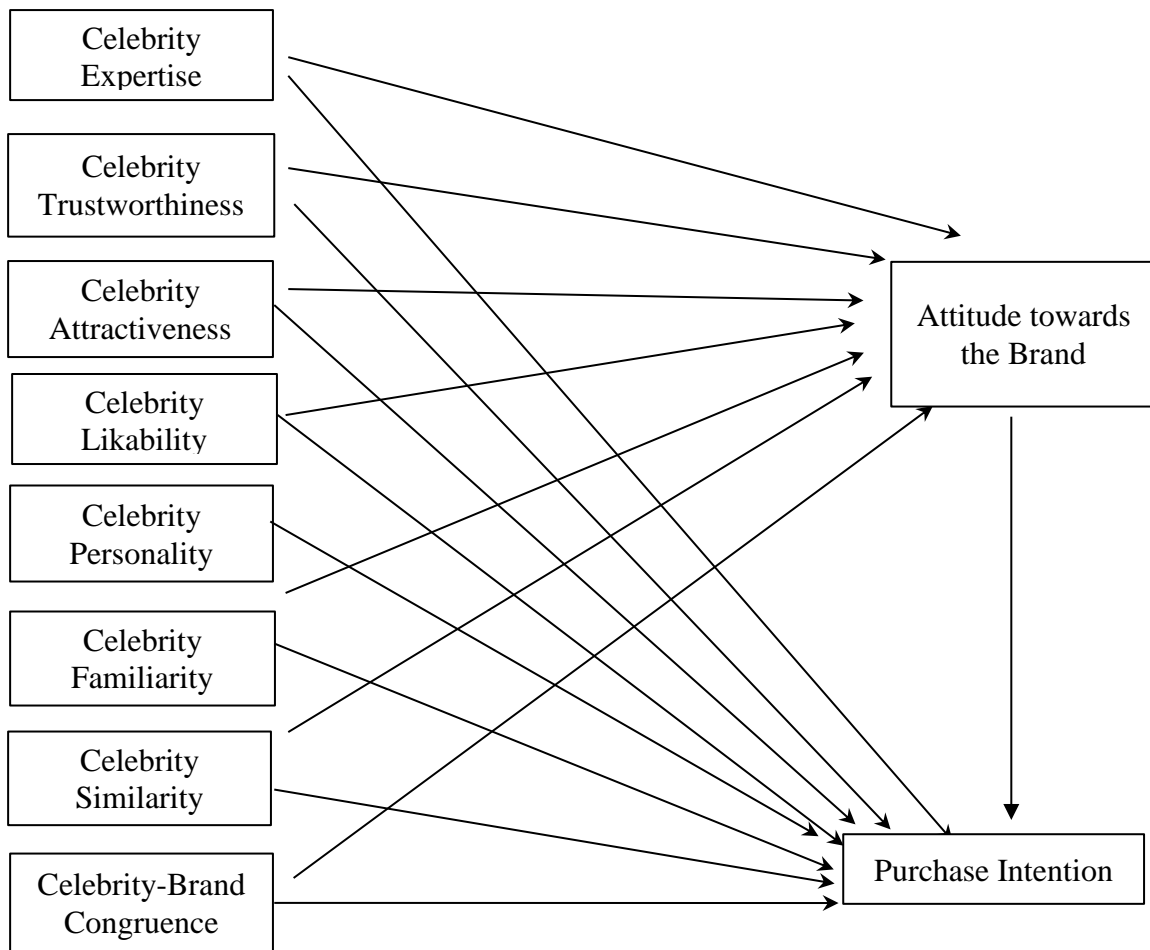 Celebrity
Expertise
Celebrity
Trustworthiness
Celebrity
Attractiveness
Celebrity
Likability
Celebrity
Personality
Celebrity
Familiarity
Celebrity
Similarity
Celebrity-Brand
Congruence
Attitude towards
the Brand
Purchase Intention